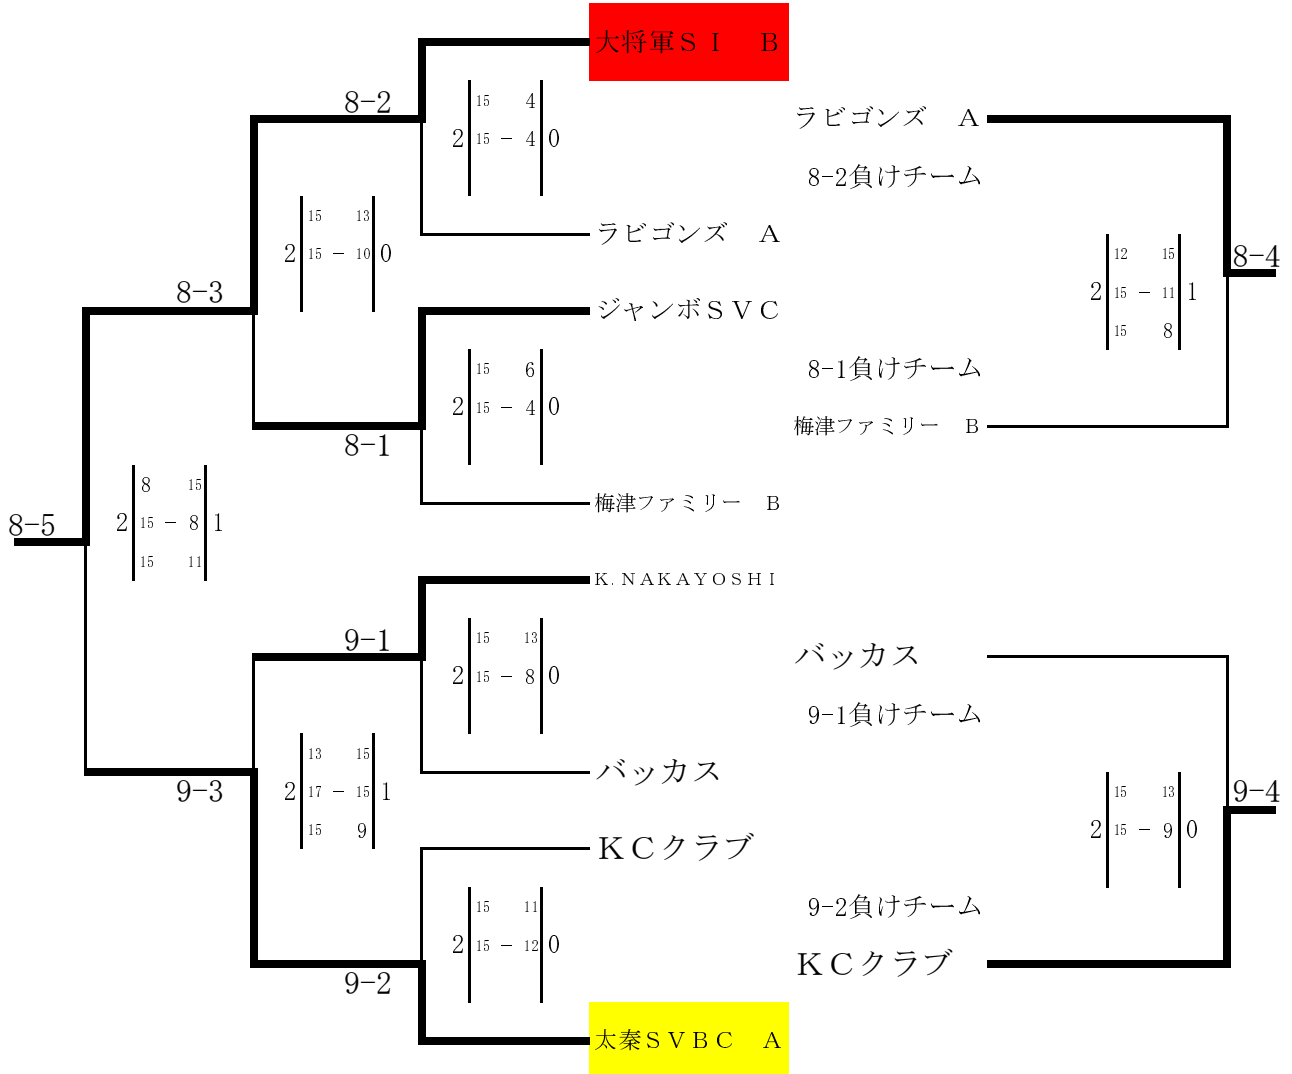 大将軍ＳＩ　Ｂ
8-2
15 4
2 15 - 4 0
ラビゴンズ　Ａ
15 13
2 15 - 10 0
8-3
ジャンボＳＶＣ
15 6
2 15 - 4 0
8-1
梅津ファミリー　Ｂ
8 15
2 15 - 8 1
15 11
8-5
K.NAKAYOSHI
9-1
15 13
2 15 - 8 0
バッカス
13 15
2 17 - 15 1
15 9
9-3
ＫＣクラブ
15 11
2 15 - 12 0
9-2
太秦ＳＶＢＣ　Ａ
ラビゴンズ　Ａ
8-2負けチーム
12 15
2 15 - 11 1
15 8
8-4
8-1負けチーム
梅津ファミリー　Ｂ
バッカス
9-1負けチーム
15 13
2 15 - 9 0
9-4
9-2負けチーム
ＫＣクラブ